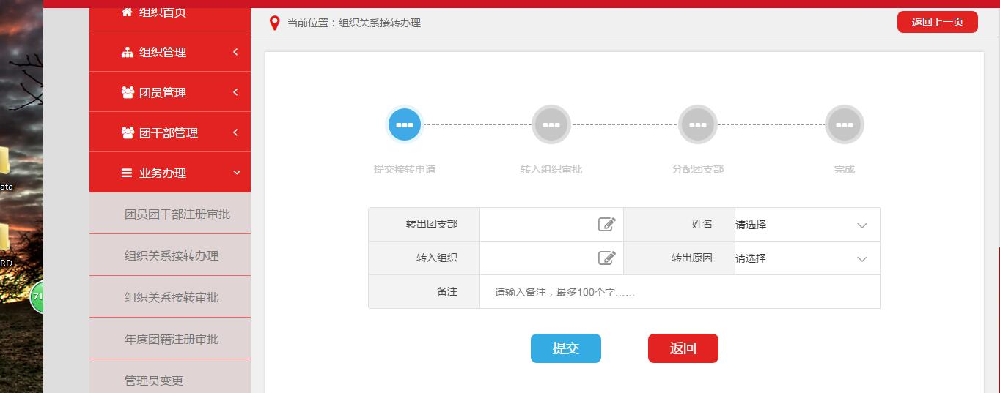 组织首页
组织管理
团员管理
团干部管理
业务办理
团员团干部注册审批
组织关系接转办理
组织关系接转审批
年度团籍注册审批
管理员变更
ata
RD
71
当前位置：组织关系接转办理
返回上一页
提交接转申请
转入组织审批
分配团支部
完成
转出团支部
姓名
请选择
转入组织
转出原因
请选择
备注
请输入备注，最多100个字……
提交
返回